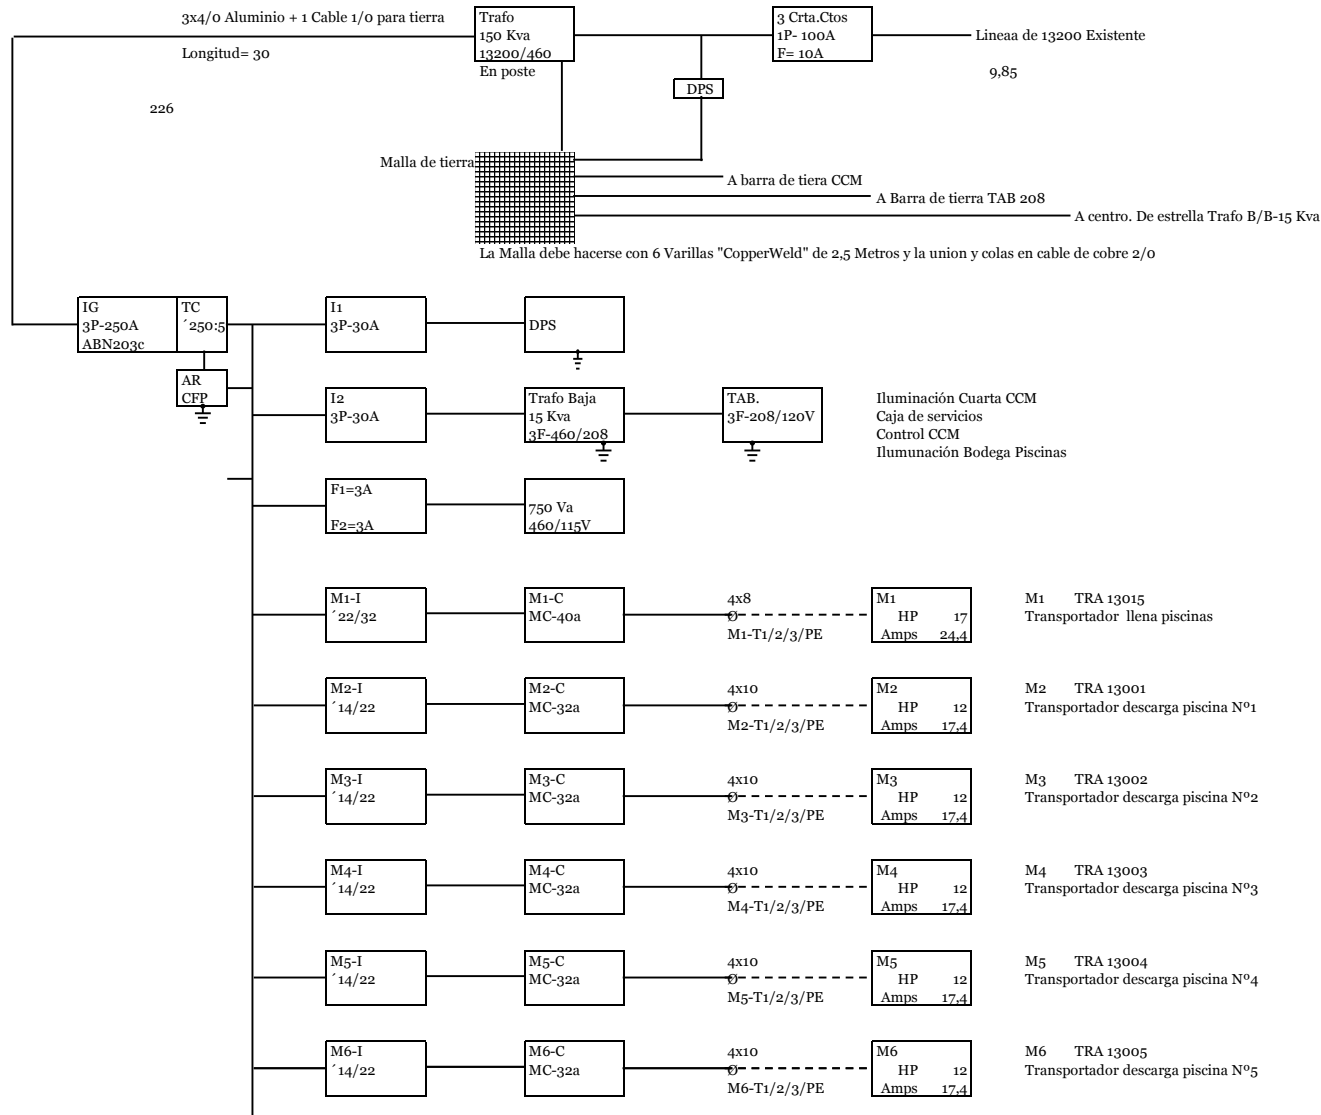 3x4/0 Aluminio + 1 Cable 1/0 para tierra
Longitud= 30
226
Trafo
150 Kva
13200/460
En poste
3 Crta.Ctos
1P- 100A
F= 10A
Lineaa de 13200 Existente
9,85
DPS
Malla de tierra
A barra de tiera CCM
A Barra de tierra TAB 208
A centro. De estrella Trafo B/B-15 Kva
La Malla debe hacerse con 6 Varillas "CopperWeld" de 2,5 Metros y la union y colas en cable de cobre 2/0
IG
3P-250A
ABN203c
TC
´250:5
AR
CFP
I1
3P-30A
DPS
I2
3P-30A
Trafo Baja
15 Kva
3F-460/208
TAB.
3F-208/120V
Iluminación Cuarta CCM
Caja de servicios
Control CCM
Ilumunación Bodega Piscinas
F1=3A
F2=3A
750 Va
460/115V
M1-I
´22/32
M1-C
MC-40a
4x8
Ø
M1-T1/2/3/PE
M1
HP 17
Amps 24,4
M1 TRA 13015
Transportador llena piscinas
M2-I
´14/22
M2-C
MC-32a
4x10
Ø
M2-T1/2/3/PE
M2
HP 12
Amps 17,4
M2 TRA 13001
Transportador descarga piscina Nº1
M3-I
´14/22
M3-C
MC-32a
4x10
Ø
M3-T1/2/3/PE
M3
HP 12
Amps 17,4
M3 TRA 13002
Transportador descarga piscina Nº2
M4-I
´14/22
M4-C
MC-32a
4x10
Ø
M4-T1/2/3/PE
M4
HP 12
Amps 17,4
M4 TRA 13003
Transportador descarga piscina Nº3
M5-I
´14/22
M5-C
MC-32a
4x10
Ø
M5-T1/2/3/PE
M5
HP 12
Amps 17,4
M5 TRA 13004
Transportador descarga piscina Nº4
M6-I
´14/22
M6-C
MC-32a
4x10
Ø
M6-T1/2/3/PE
M6
HP 12
Amps 17,4
M6 TRA 13005
Transportador descarga piscina Nº5